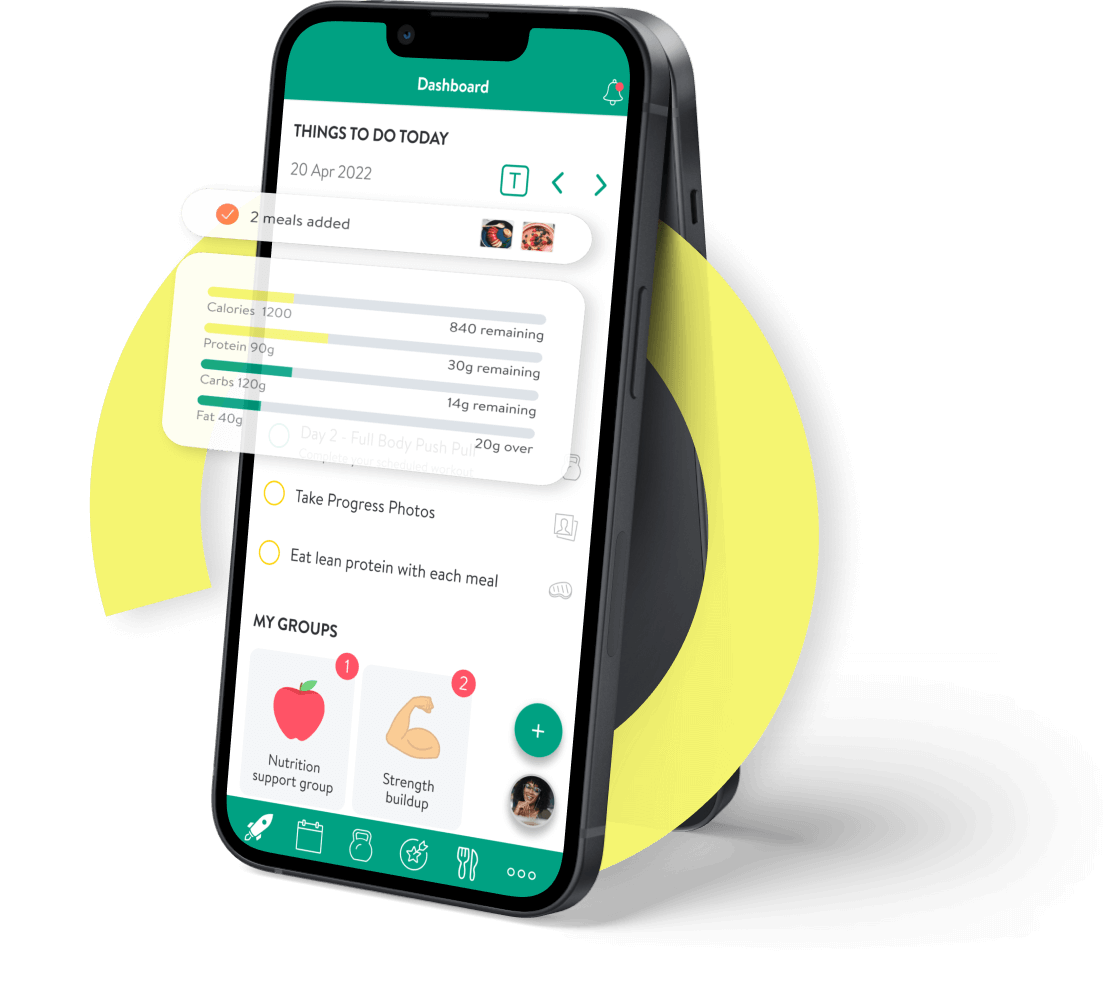 Dashboard
THINGS TO DO TODAY
20 Apr 2022
T
2 meals added
Calories 1200
840 remaining
Protein 90g
30g remaining
Carbs 120g
14g remaining
Fat 40g
20g over
Day 2 - Full Body Push Pull
Complete your scheduled workout
Take Progress Photos
Eat lean protein with each meal
MY GROUPS
1
2
Nutrition
support group
Strength
buildup